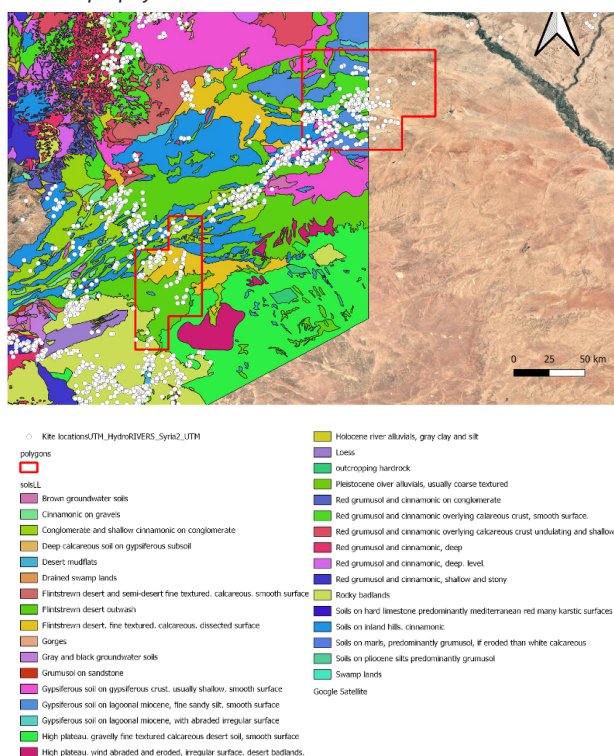 0 25 50 km
Kite locationsUTM_HydroRIVERS_Syria2_UTM
polygons
solsLL
Brown groundwater soils
Cinnamic on gravels
Conglomerate and shallow cinnamic on conglomerate
Deep calcareous soil on gypsiferous subsoil
Desert mudflats
Drained swamp lands
Flintstrewn desert and semi-desert fine textured. calcareous. smooth surface
Flintstrewn desert outwash
Flintstrewn desert. fine textured. calcareous. dissected surface
Gorges
Gray and black groundwater soils
Grumusol on sandstone
Gypsiferous soil on gypsiferous crust. usually shallow. smooth surface
Gypsiferous soil on lagoonal miocene, fine sandy silt. smooth surface
Gypsiferous soil on lagoonal miocene, with abraded irregular surface
High plateau. gravelly fine textured calcareous desert soil, smooth surface
High plateau. wind abraded and eroded, irregular surface. desert badlands.
Holocene river alluvials, gray clay and silt
Loess
outcropping hardrock
Pleistocene oiver alluvials, usually coarse textured
Red grumusol and cinnamonic on conglomerate
Red grumusol and cinnamonic overlying calareous crust, smooth surface.
Red grumusol and cinnamonic overlying calcareous crust undulating and shallow
Red grumusol and cinnamonic, deep
Red grumusol and cinnamonic, deep. level.
Red grumusol and cinnamonic, shallow and stony
Rocky badlands
Soils on hard limestone predominantly mediterranean red many karstic surfaces
Soils on inland hills. cinnamonic
Soils on marls, predominantly grumusol, if eroded than white calcareous
Soils on pliocene silts predominantly grumusol
Swamp lands
Google Satellite